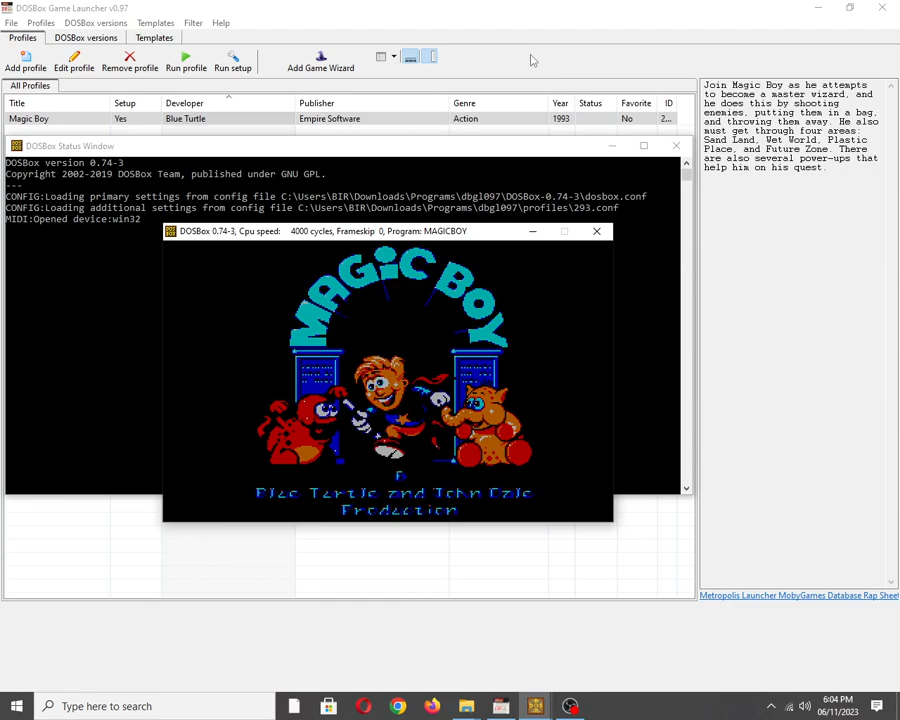 DOSBox Game Launcher v0.97
File Profiles DOSBox versions Templates Filter Help
Profiles DOSBox versions Templates
Add profile Edit profile Remove profile Run profile Run setup Add Game Wizard
All Profiles
Title Setup Developer Publisher Genre Year Status Favorite ID
Magic Boy Yes Blue Turtle Empire Software Action 1993 No 2...
Join Magic Boy as he attempts
to become a master wizard, and
he does this by shooting
enemies, putting them in a bag,
and throwing them away. He also
must get through four areas:
Sand Land, Wet World, Plastic
Place, and Future Zone. There
are also several power-ups that
help him on his quest.
DOSBox Status Window
DOSBox version 0.74-3
Copyright 2002-2019 DOSBox Team, published under GNU GPL.
---
CONFIG:Loading primary settings from config file C:\Users\BIR\Downloads\Programs\dbgl097\DOSBox-0.74-3\dosbox.conf
CONFIG:Loading additional settings from config file C:\Users\BIR\Downloads\Programs\dbgl097\profiles\293.conf
MIDI:Opened device:win32
DOSBox 0.74-3, Cpu speed: 4000 cycles, Frameskip 0, Program: MAGICBOY
MAGIC BOY
Blue Turtle and John
Production
Metropolis Launcher MobyGames Database Rap Sheet
Type here to search
6:04 PM
06/11/2023